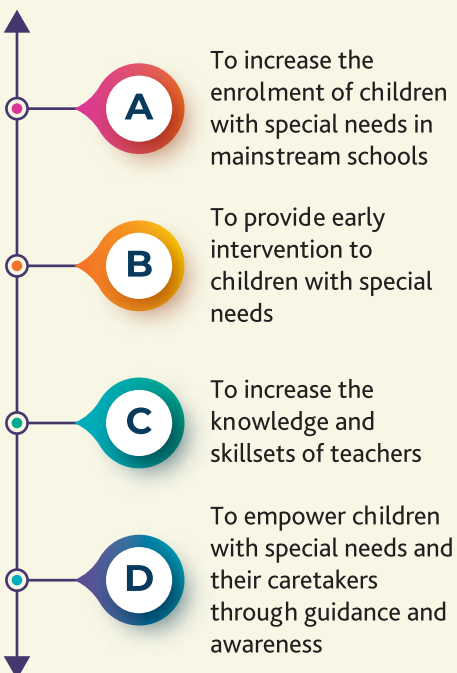 A
To increase the
enrolment of children
with special needs in
mainstream schools
B
To provide early
intervention to
children with special
needs
C
To increase the
knowledge and
skillsets of teachers
D
To empower children
with special needs and
their caretakers
through guidance and
awareness